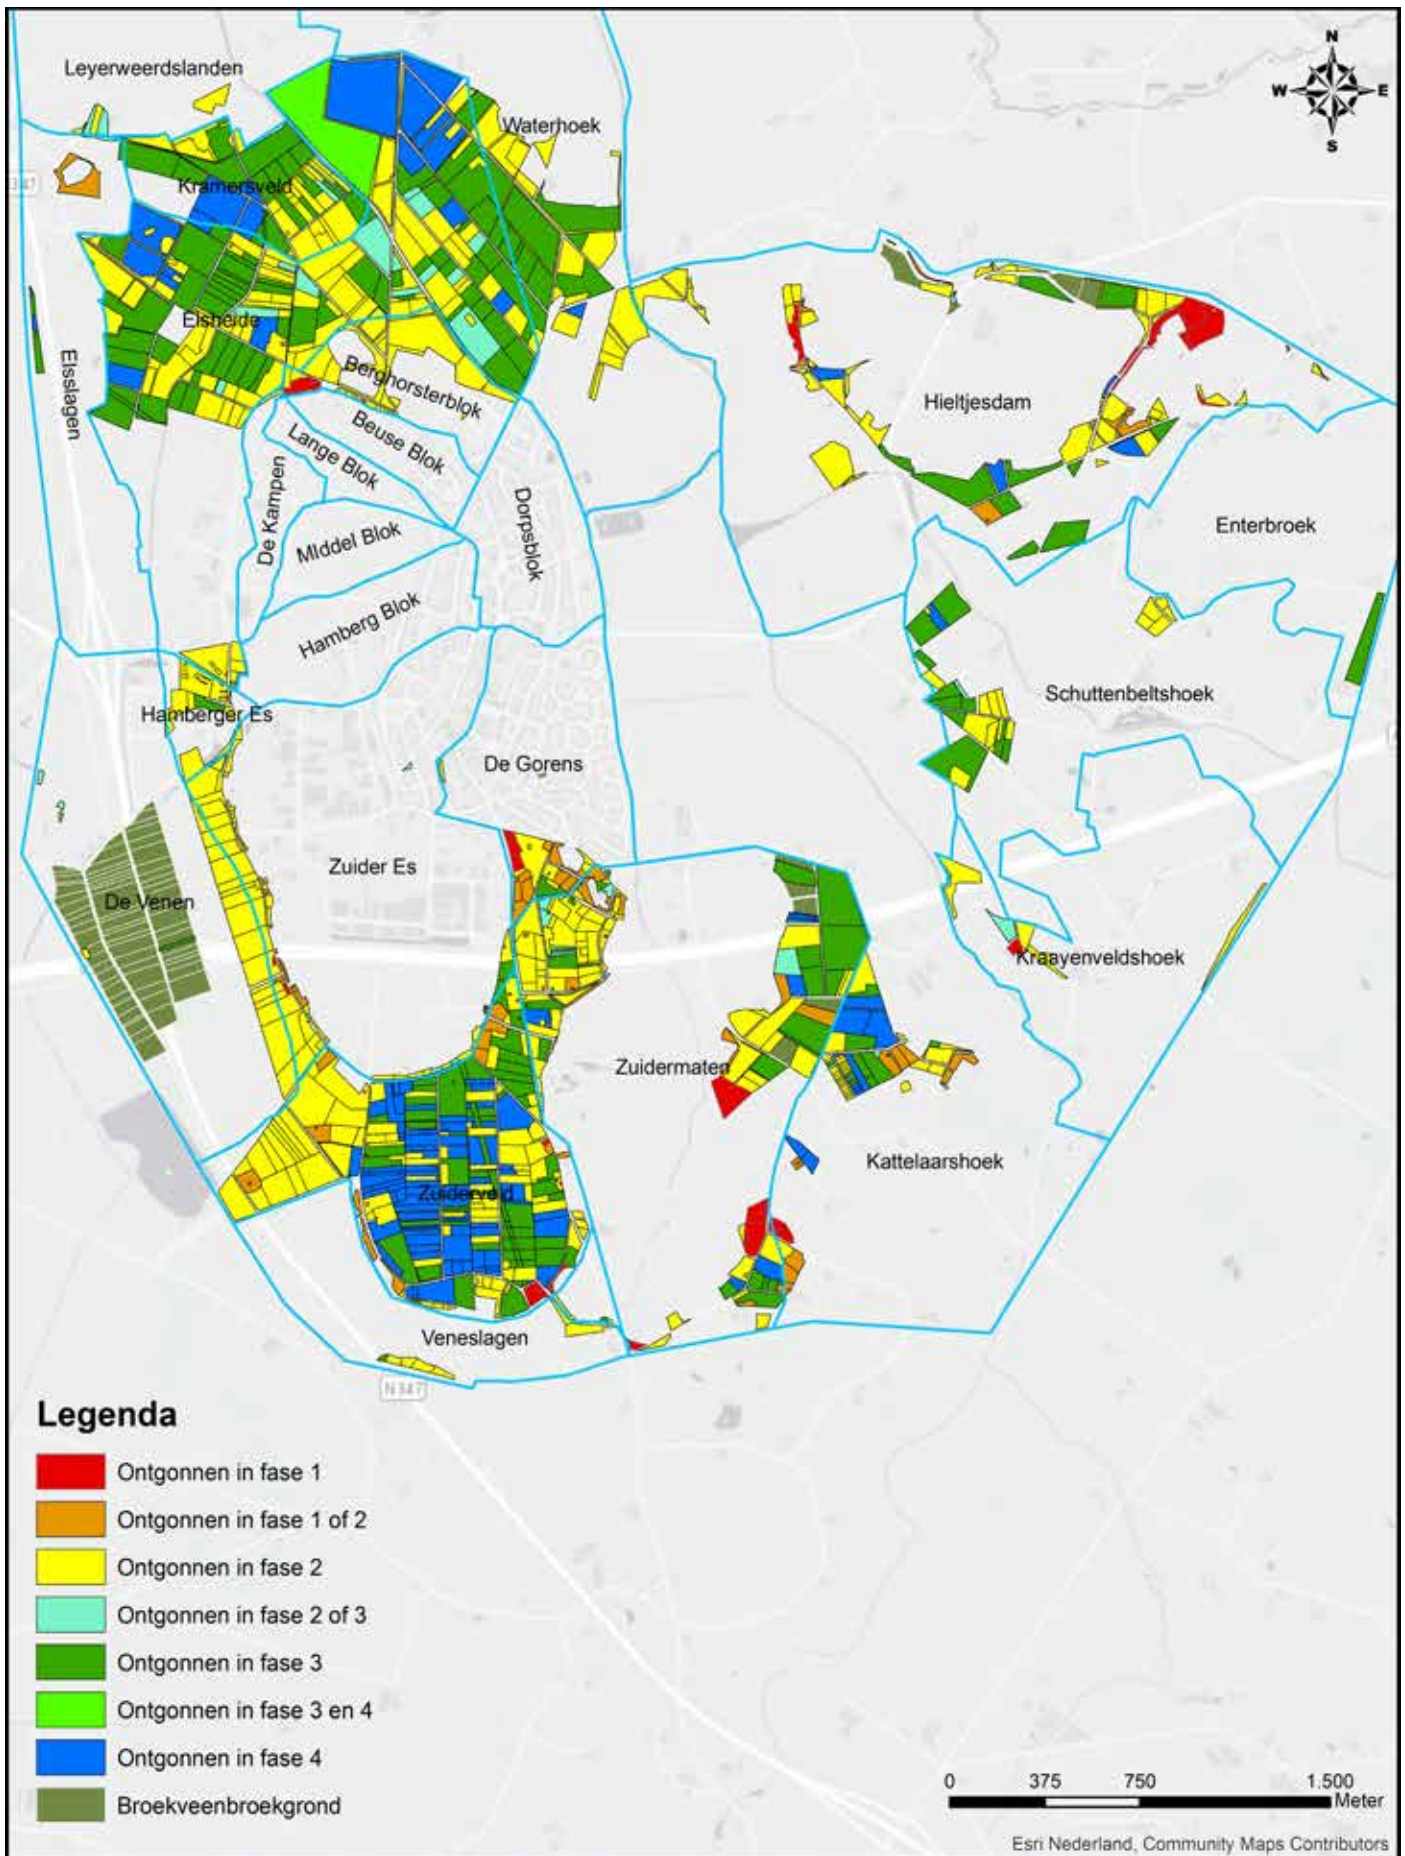 N
W E
S
Leyerweerdslanden
Waterhoek
Kramersveld
Elsheide
Elsslagen
Berghorsterblok
Beuse Blok
Lange Blok
De Kampen
MIddel Blok
Hamberg Blok
Dorpsblok
Hieltjesdam
Enterbroek
Schuttenbeltshoek
Hamberger Es
De Gorens
Zuider Es
De Venen
Kraayenveldshoek
Zuidermaten
Kattelaarshoek
Zuiderveld
Veneslagen
N347
Legenda
Ontgonnen in fase 1
Ontgonnen in fase 1 of 2
Ontgonnen in fase 2
Ontgonnen in fase 2 of 3
Ontgonnen in fase 3
Ontgonnen in fase 3 en 4
Ontgonnen in fase 4
Broekveenbroekgrond
0 375 750 1.500
Meter
Esri Nederland, Community Maps Contributors